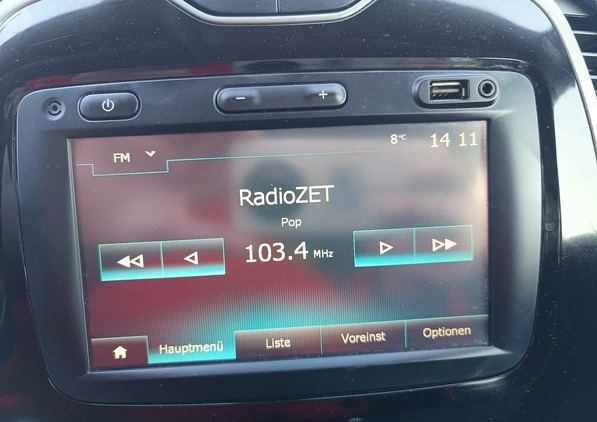 FM
8°C 14 11
RadioZET
Pop
103.4 MHz
Hauptmenü Liste Voreinst Optionen